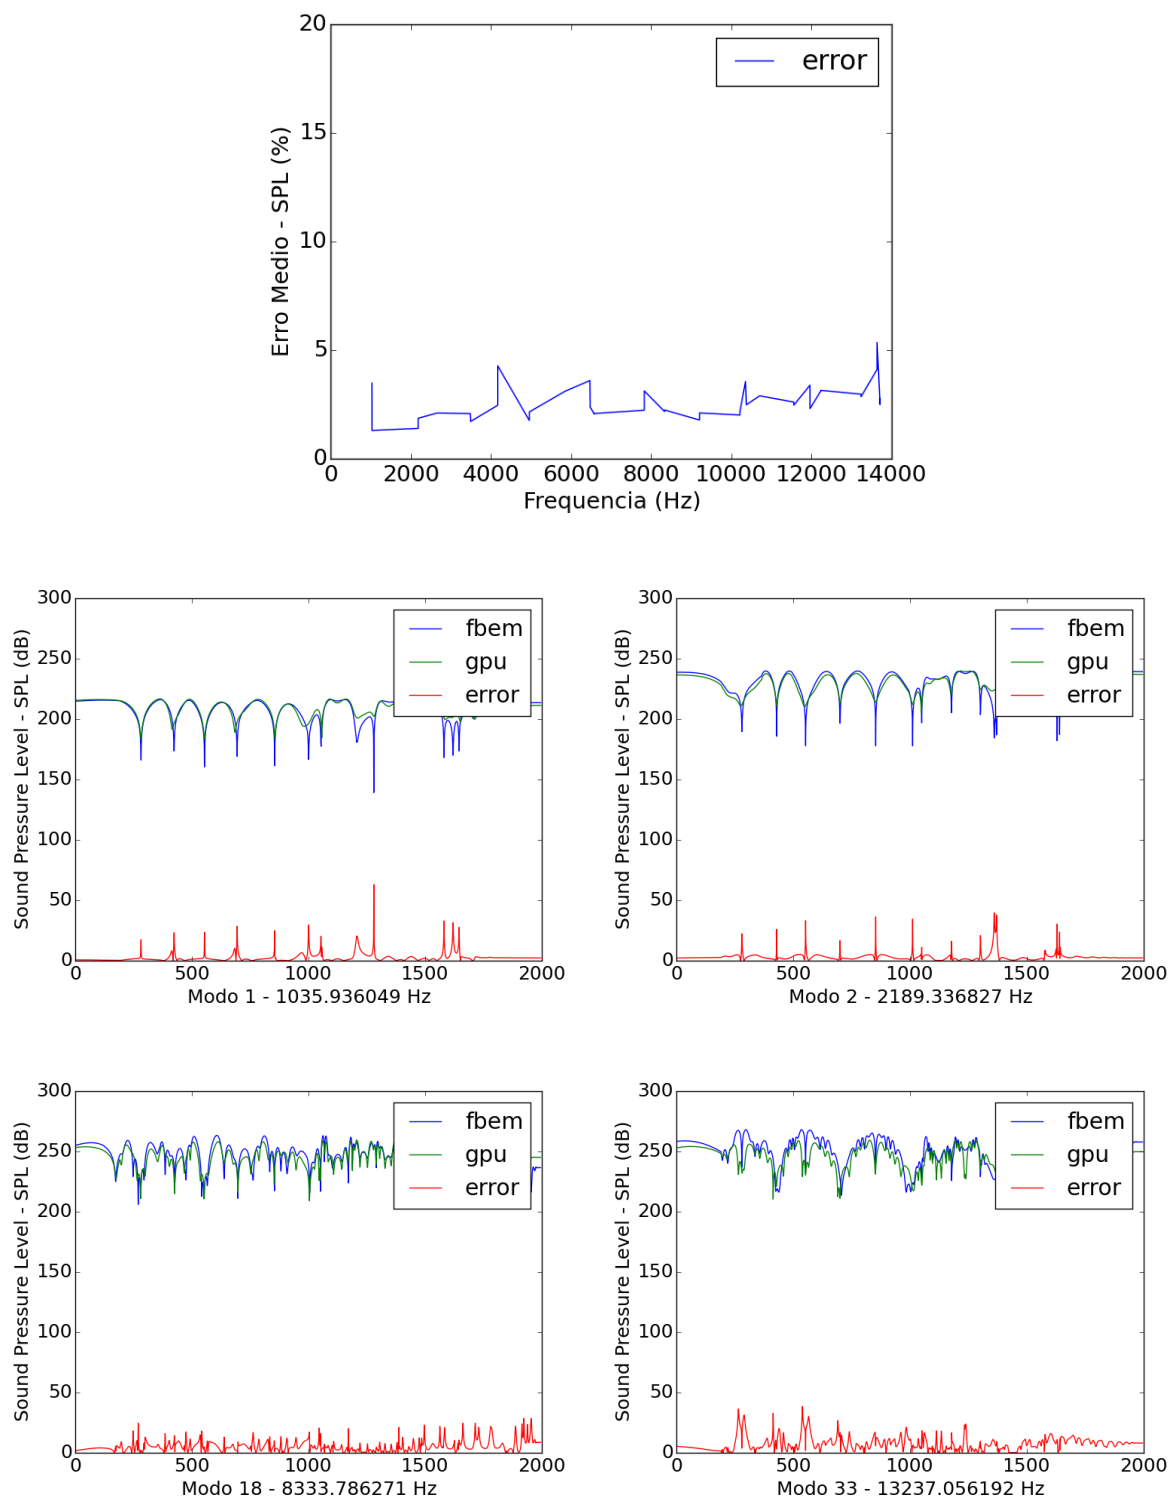 20
15
10
5
0
Erro Medio - SPL (%)
error
0 2000 4000 6000 8000 10000 12000 14000
Frequencia (Hz)
300
250
200
150
100
50
0
Sound Pressure Level - SPL (dB)
fbem
gpu
error
0 500 1000 1500 2000
Modo 1 - 1035.936049 Hz
300
250
200
150
100
50
0
Sound Pressure Level - SPL (dB)
fbem
gpu
error
0 500 1000 1500 2000
Modo 2 - 2189.336827 Hz
300
250
200
150
100
50
0
Sound Pressure Level - SPL (dB)
fbem
gpu
error
0 500 1000 1500 2000
Modo 18 - 8333.786271 Hz
300
250
200
150
100
50
0
Sound Pressure Level - SPL (dB)
fbem
gpu
error
0 500 1000 1500 2000
Modo 33 - 13237.056192 Hz